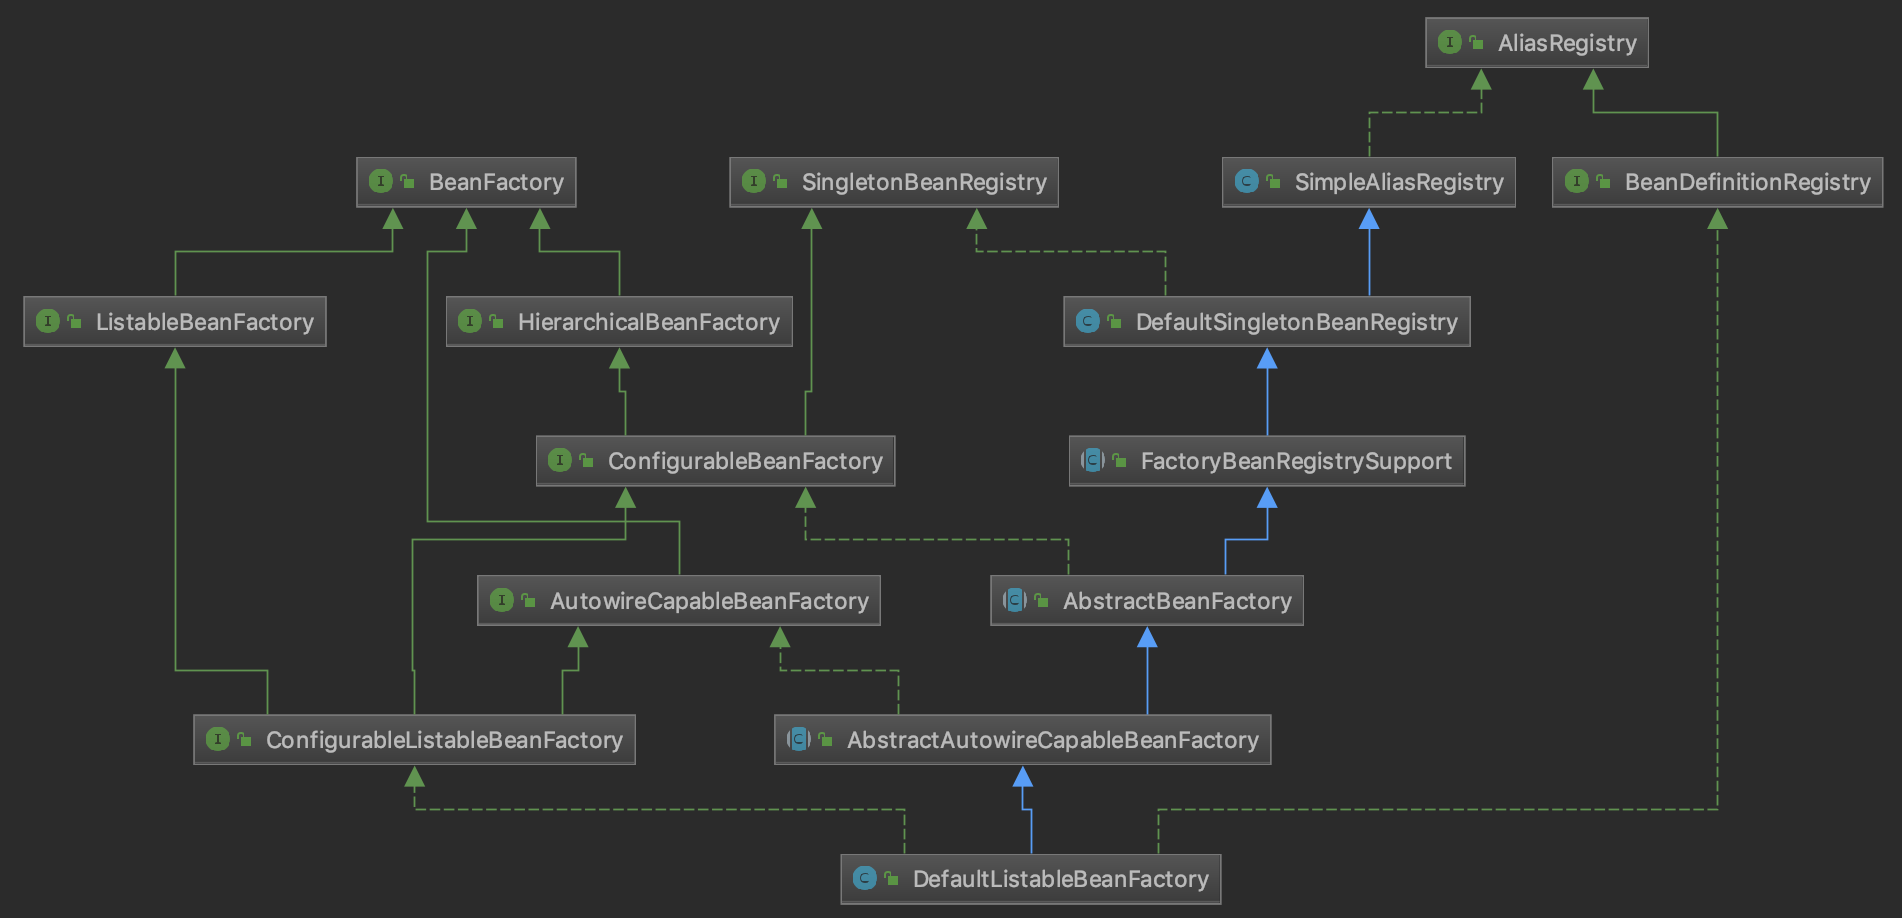 AliasRegistry
BeanFactory
SingletonBeanRegistry
SimpleAliasRegistry
BeanDefinitionRegistry
ListableBeanFactory
HierarchicalBeanFactory
DefaultSingletonBeanRegistry
ConfigurableBeanFactory
FactoryBeanRegistrySupport
AutowireCapableBeanFactory
AbstractBeanFactory
ConfigurableListableBeanFactory
AbstractAutowireCapableBeanFactory
DefaultListableBeanFactory